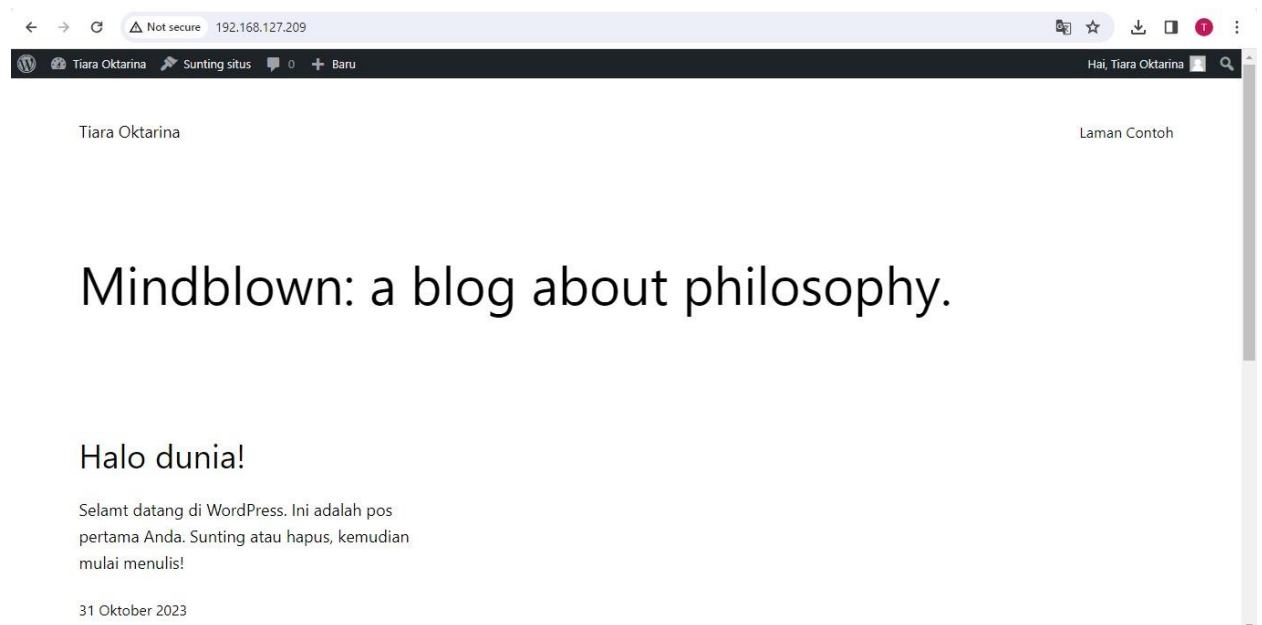 Not secure 192.168.127.209 T
Tiara Oktarina Sunting situs 0 + Baru Hai, Tiara Oktarina
Tiara Oktarina Laman Contoh
Mindblown: a blog about philosophy.
Halo dunia!
Selamt datang di WordPress. Ini adalah pos
pertama Anda. Sunting atau hapus, kemudian
mulai menulis!
31 Oktober 2023